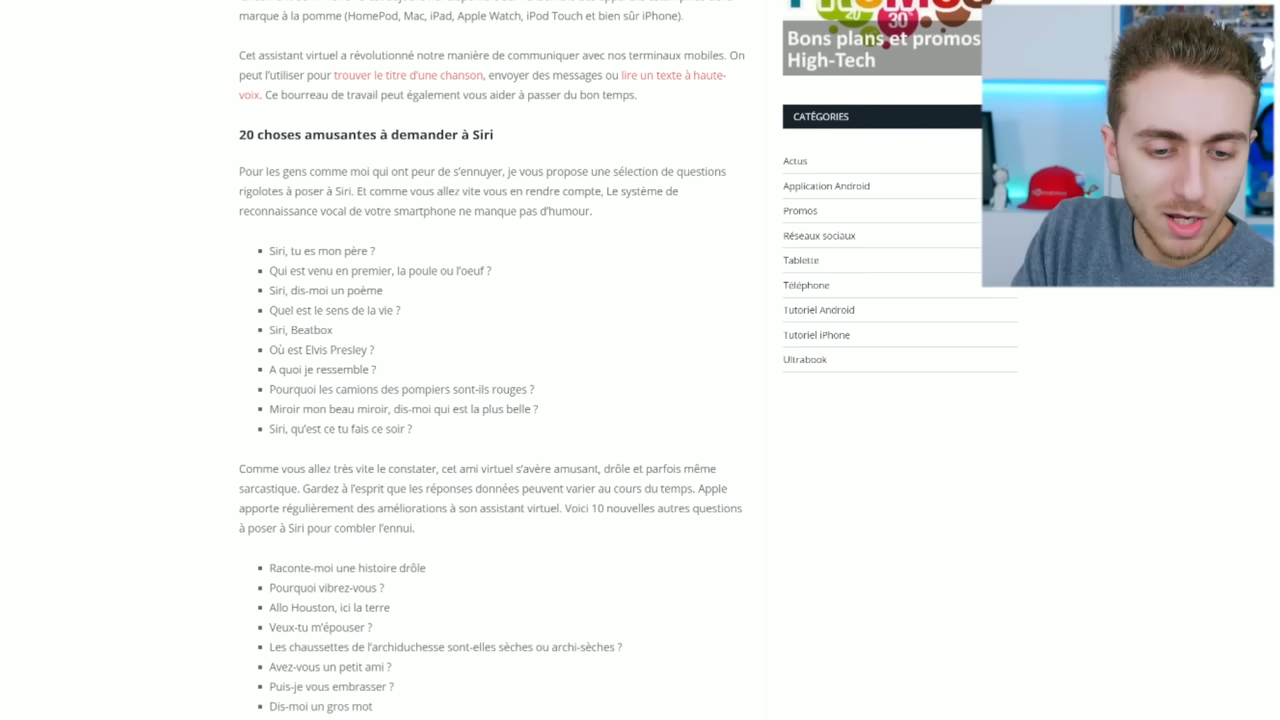 marque à la pomme (HomePod, Mac, iPad, Apple Watch, iPod Touch et bien sûr iPhone).
Cet assistant virtuel a révolutionné notre manière de communiquer avec nos terminaux mobiles. On
peut l'utiliser pour trouver le titre d'une chanson, envoyer des messages ou lire un texte à haute-
voix. Ce bourreau de travail peut également vous aider à passer du bon temps.
20 choses amusantes à demander à Siri
Pour les gens comme moi qui ont peur de s'ennuyer, je vous propose une sélection de questions
rigolotes à poser à Siri. Et comme vous allez vite vous en rendre compte, Le système de
reconnaissance vocal de votre smartphone ne manque pas d'humour.
Siri, tu es mon père ?
Qui est venu en premier, la poule ou l'oeuf ?
Siri, dis-moi un poème
Quel est le sens de la vie ?
Siri, Beatbox
Où est Elvis Presley ?
A quoi je ressemble ?
Pourquoi les camions des pompiers sont-ils rouges ?
Miroir mon beau miroir, dis-moi qui est la plus belle ?
Siri, qu'est ce tu fais ce soir ?
Comme vous allez très vite le constater, cet ami virtuel s'avère amusant, drôle et parfois même
sarcastique. Gardez à l'esprit que les réponses données peuvent varier au cours du temps. Apple
apporte régulièrement des améliorations à son assistant virtuel. Voici 10 nouvelles autres questions
à poser à Siri pour combler l'ennui.
Raconte-moi une histoire drôle
Pourquoi vibrez-vous ?
Allo Houston, ici la terre
Veux-tu m'épouser ?
Les chaussettes de l'archiduchesse sont-elles sèches ou archi-sèches ?
Avez-vous un petit ami ?
Puis-je vous embrasser ?
Dis-moi un gros mot
20
30
Bons plans et promos
High-Tech
CATÉGORIES
Actus
Application Android
Promos
Réseaux sociaux
Tablette
Téléphone
Tutoriel Android
Tutoriel iPhone
Ultrabook